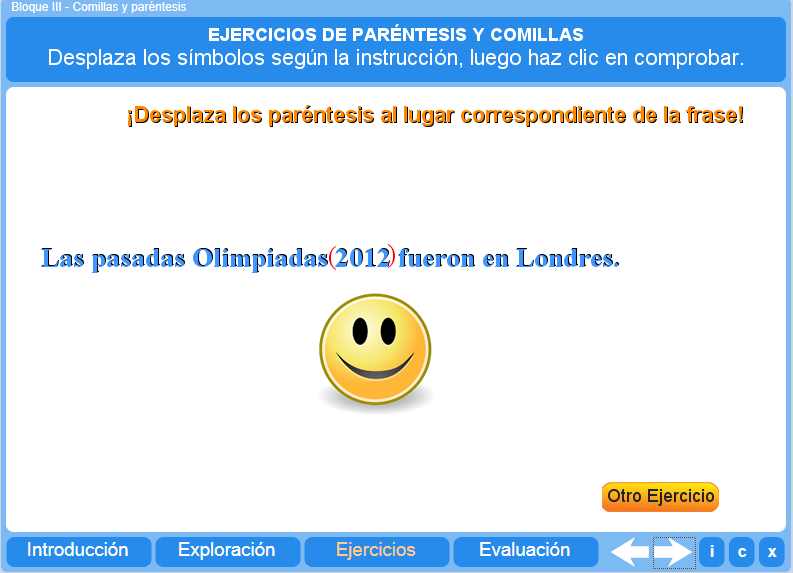 Bloque III - Comillas y paréntesis
EJERCICIOS DE PARÉNTESIS Y COMILLAS
Desplaza los símbolos según la instrucción, luego haz clic en comprobar.
¡Desplaza los paréntesis al lugar correspondiente de la frase!
Las pasadas Olimpíadas(2012)fueron en Londres.
Otro Ejercicio
Introducción Exploración Ejercicios Evaluación i c x